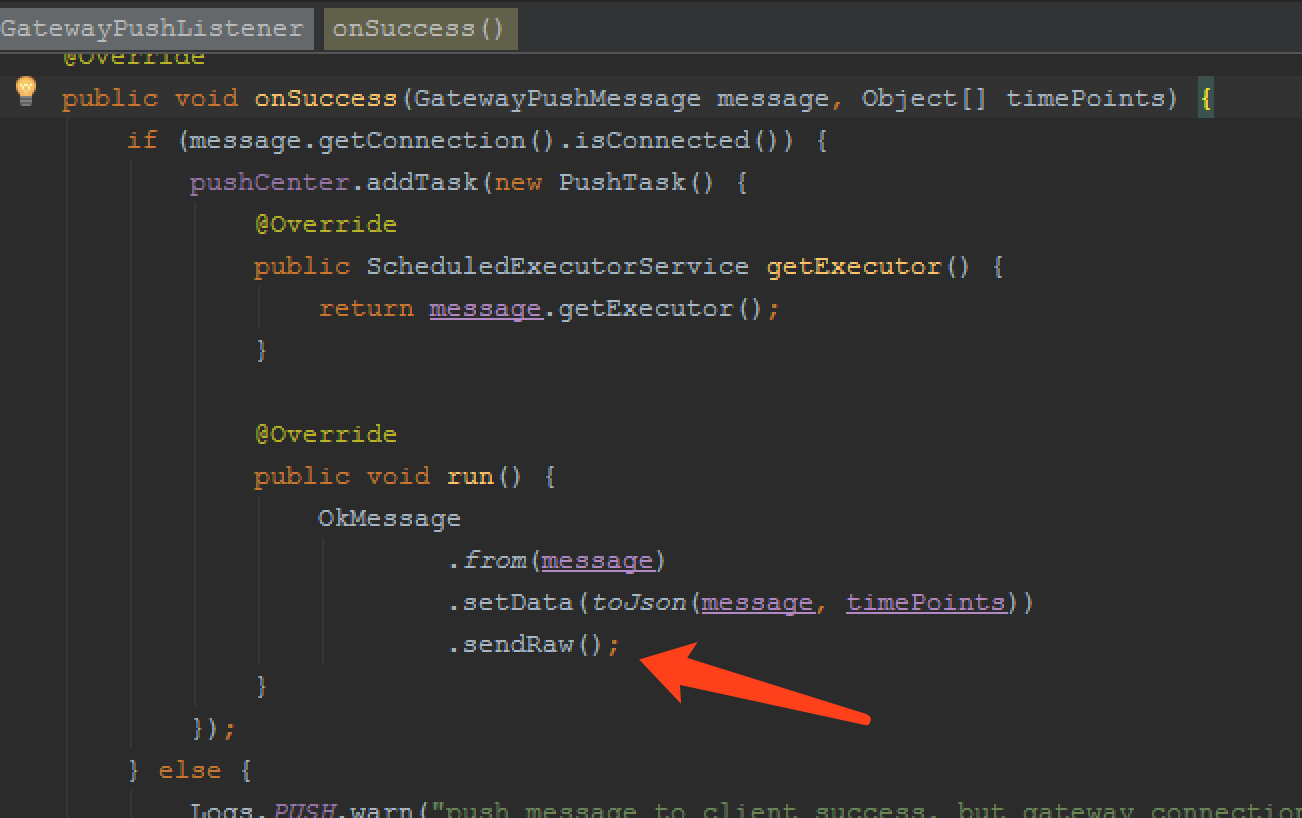 GatewayPushListener onSuccess()
@Override
public void onSuccess(GatewayPushMessage message, Object[] timePoints) {
if (message.getConnection().isConnected()) {
pushCenter.addTask(new PushTask() {
@Override
public ScheduledExecutorService getExecutor() {
return message.getExecutor();
}
@Override
public void run() {
OkMessage
.from(message)
.setData(toJson(message, timePoints))
.sendRaw();
}
});
} else {
Logs.PUSH.warn("push message to client success, but gateway connection